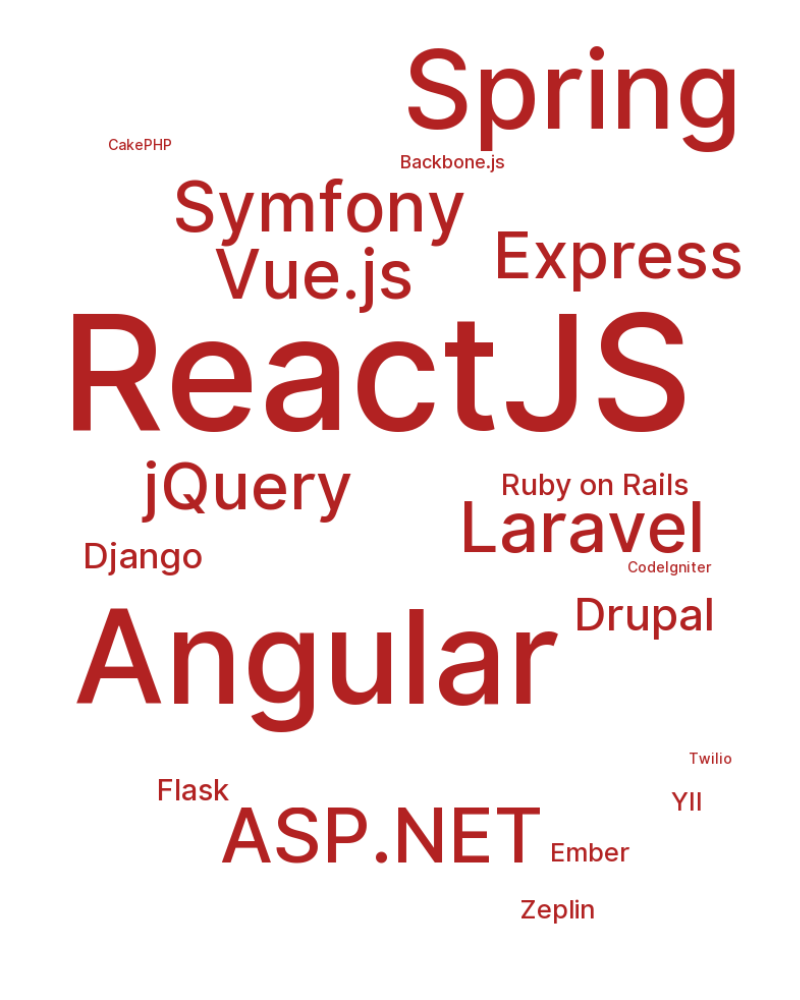 Spring
CakePHP
Backbone.js
Symfony
Express
Vue.js
ReactJS
jQuery
Ruby on Rails
Laravel
Django
CodeIgniter
Drupal
Angular
Twilio
Flask
YII
ASP.NET
Ember
Zeplin